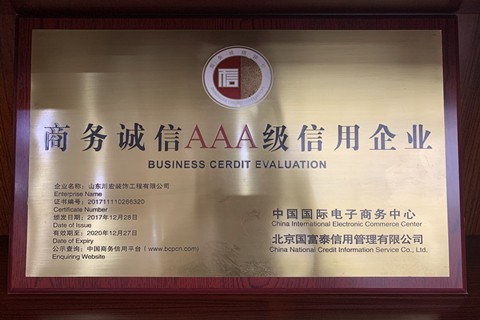 信
商务诚信AAA级信用企业
BUSINESS CERDIT EVALUATION
企业名称：山东川宏装饰工程有限公司
Enterprise Name
证书编号：201711110256320
Certificate Number
颁发日期：2017年12月28日
Date of Issue
有效期至：2020年12月27日
Date of Expiry
公示查询：中国商务信用平台（www.bcpcn.com）
Enquiring Website
中国国际电子商务中心
China International Electronic Commerce Center
北京国富泰信用管理有限公司
China National Credit Information Service Co., Ltd.